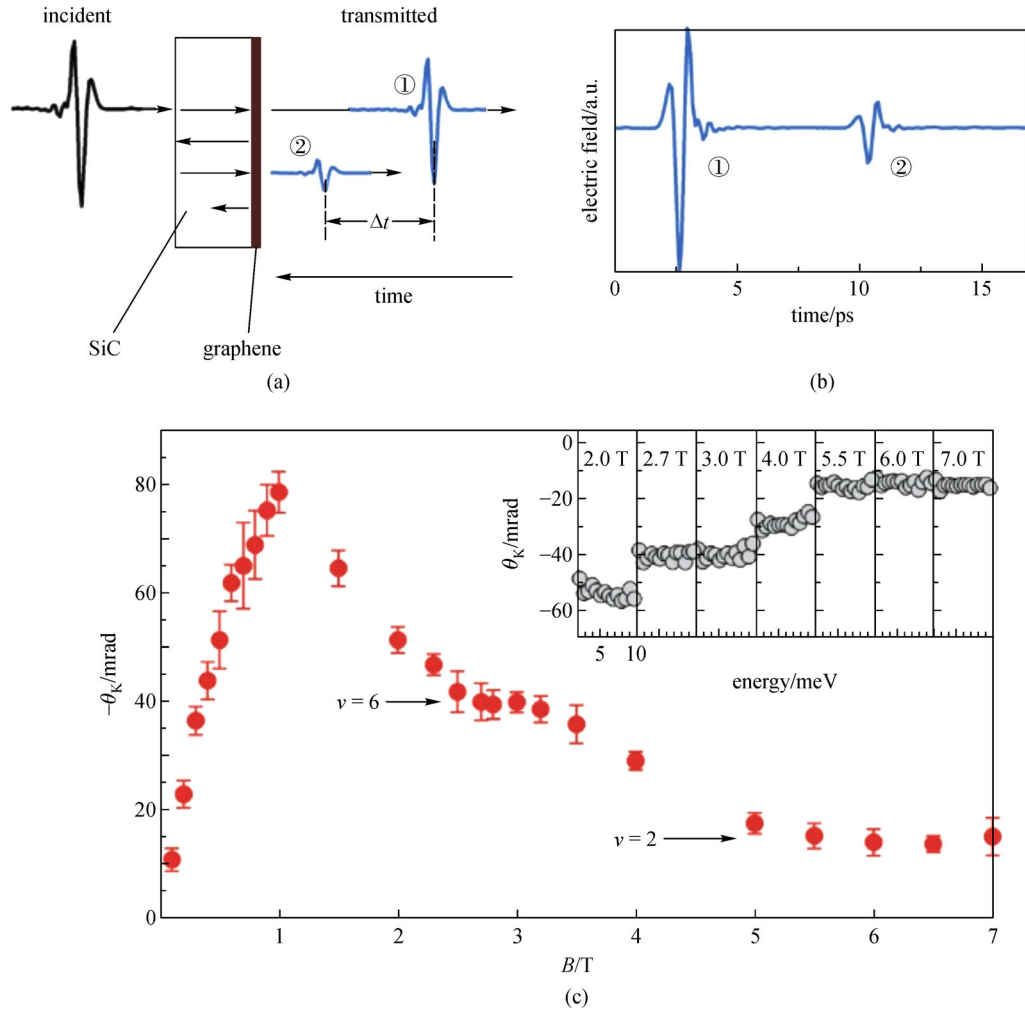 incident
transmitted
①
②
Δt
time
SiC
graphene
(a)
electric field/a.u.
①
②
0 5 10 15
time/ps
(b)
−θK/mrad
80
60
40
20
0
1 2 3 4 5 6 7
B/T
ν = 6
ν = 2
θK/mrad
0
−20
−40
−60
2.0 T 2.7 T 3.0 T 4.0 T 5.5 T 6.0 T 7.0 T
5 10
energy/meV
(c)